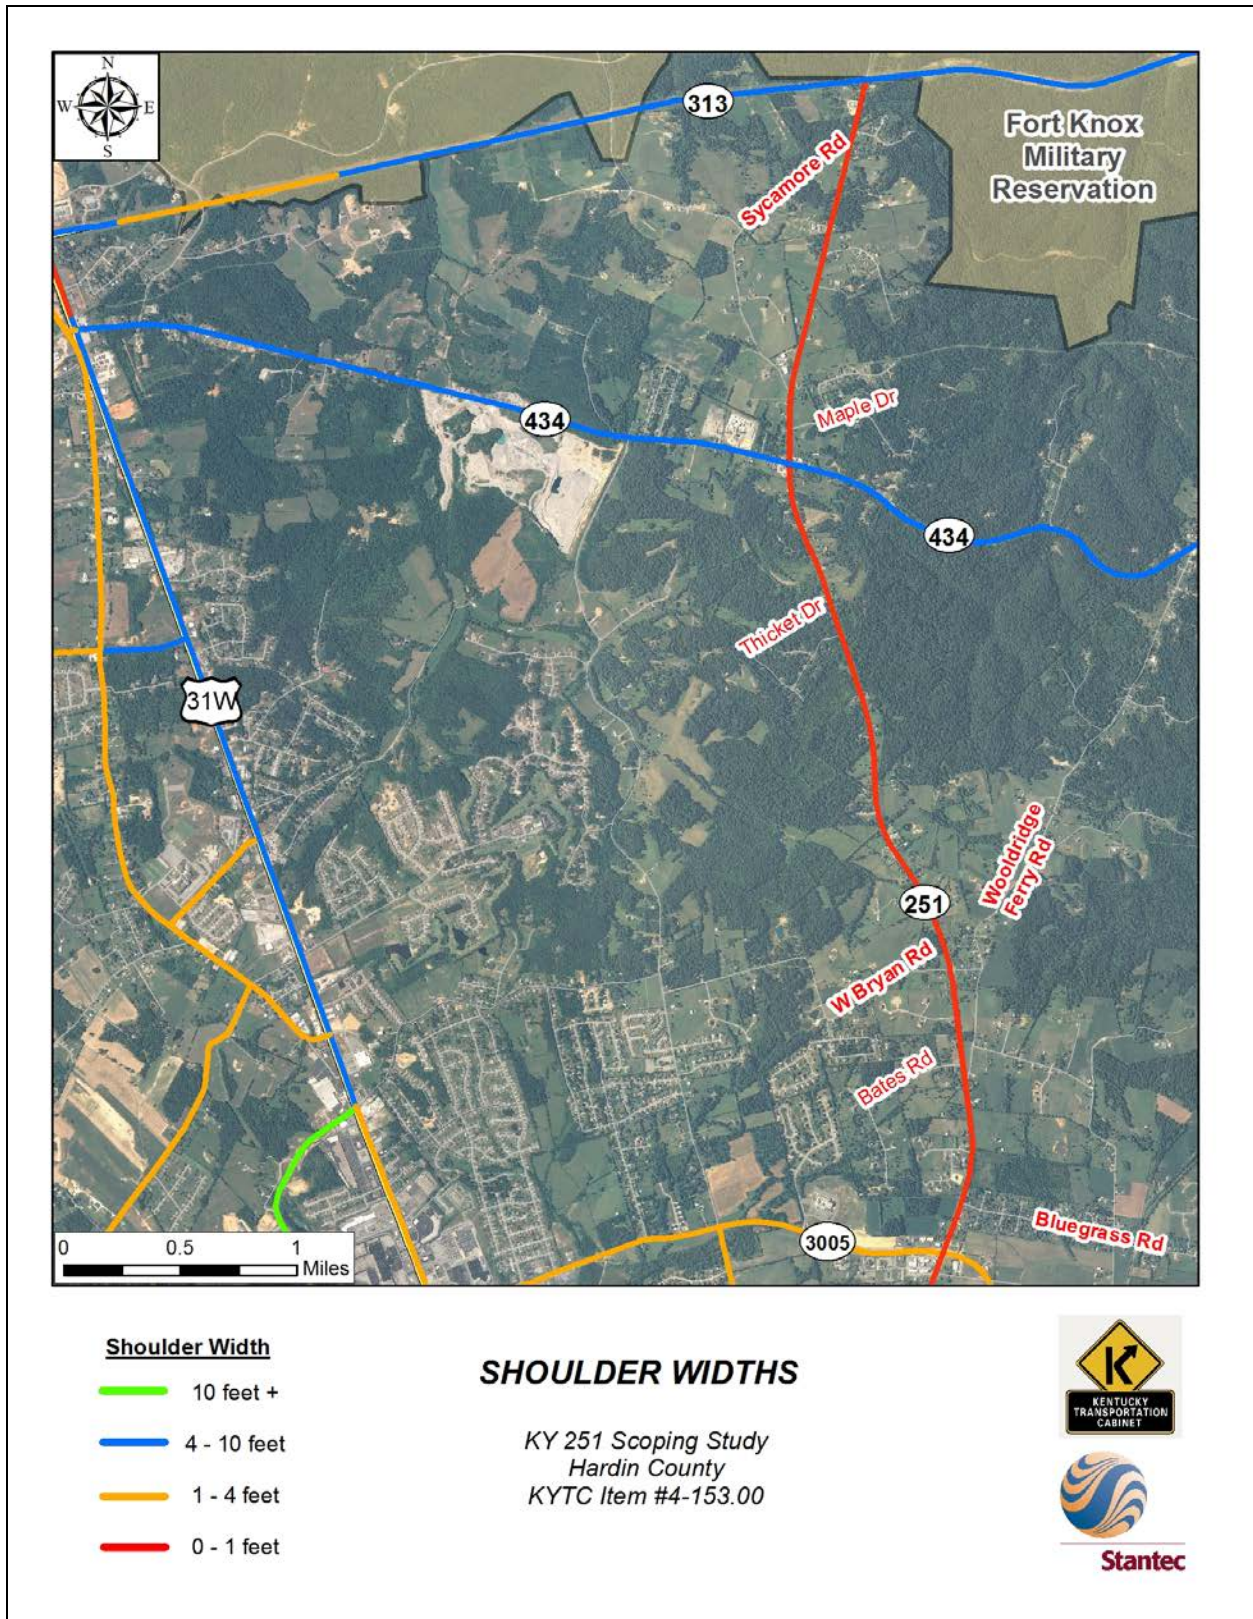 N
W E
S
313
Fort Knox
Military
Reservation
Sycamore Rd
Maple Dr
434
434
Thicket Dr
31W
Wooldridge
Ferry Rd
251
W Bryan Rd
Bates Rd
Bluegrass Rd
3005
0 0.5 1
Miles
Shoulder Width
10 feet +
4 - 10 feet
1 - 4 feet
0 - 1 feet
SHOULDER WIDTHS
KY 251 Scoping Study
Hardin County
KYTC Item #4-153.00
K
KENTUCKY
TRANSPORTATION
CABINET
Stantec